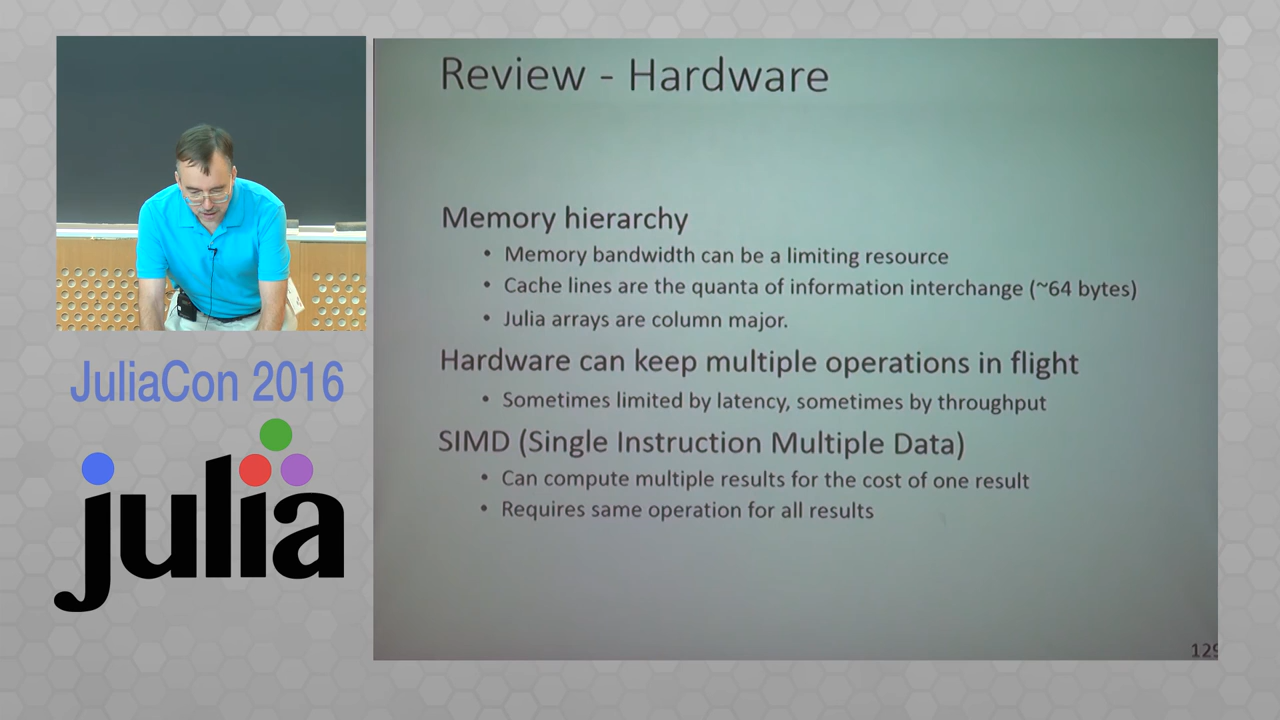 Review - Hardware
Memory hierarchy
• Memory bandwidth can be a limiting resource
• Cache lines are the quanta of information interchange (~64 bytes)
• Julia arrays are column major.
Hardware can keep multiple operations in flight
• Sometimes limited by latency, sometimes by throughput
SIMD (Single Instruction Multiple Data)
• Can compute multiple results for the cost of one result
• Requires same operation for all results
129
JuliaCon 2016
julia